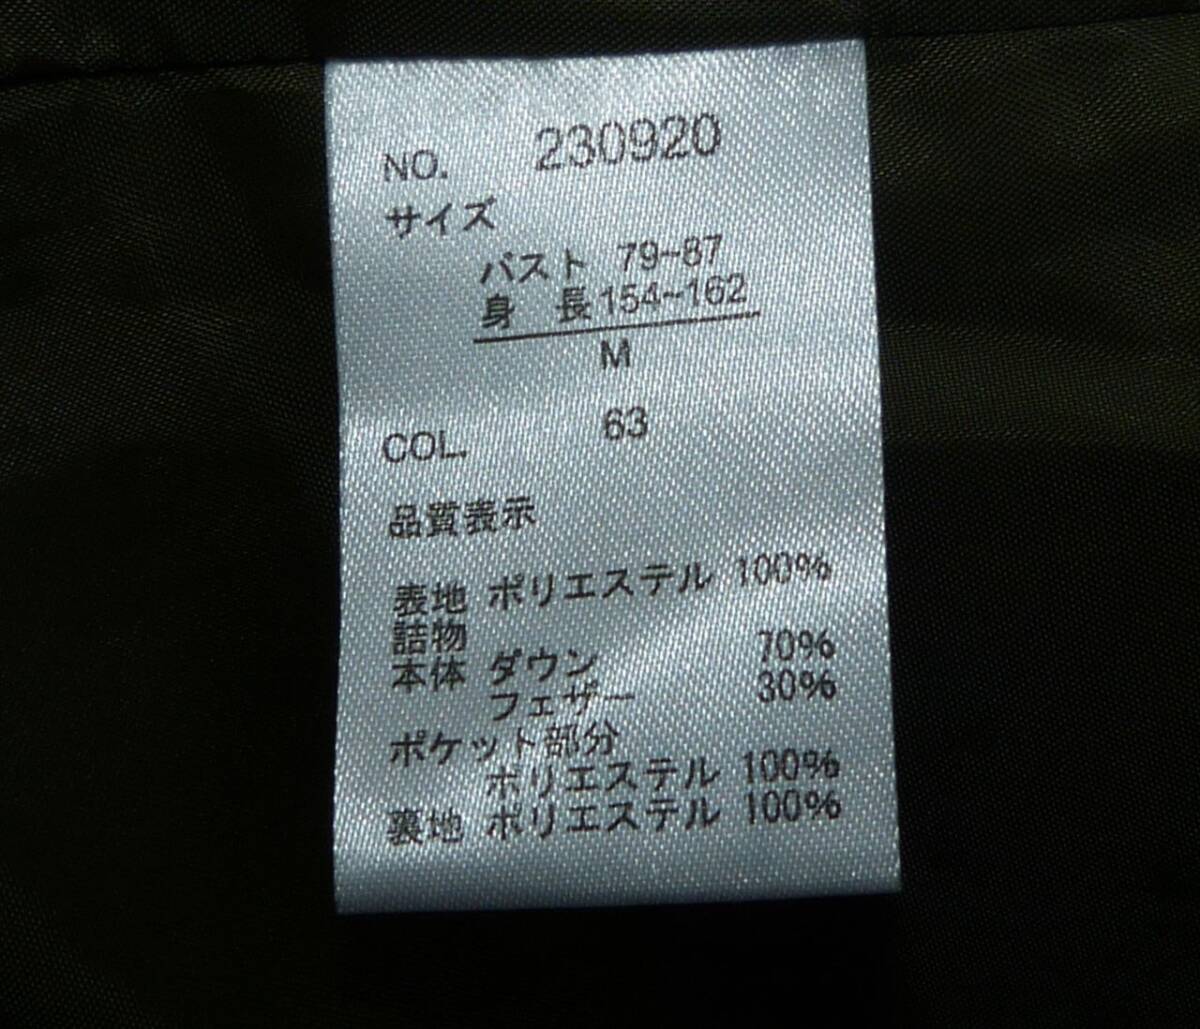 NO. 230920
サイズ
バスト 79~87
身 長 154~162
M
COL. 63
品質表示
表地 ポリエステル 100%
詰物
本体 ダウン 70%
フェザー 30%
ポケット部分
ポリエステル 100%
裏地 ポリエステル 100%